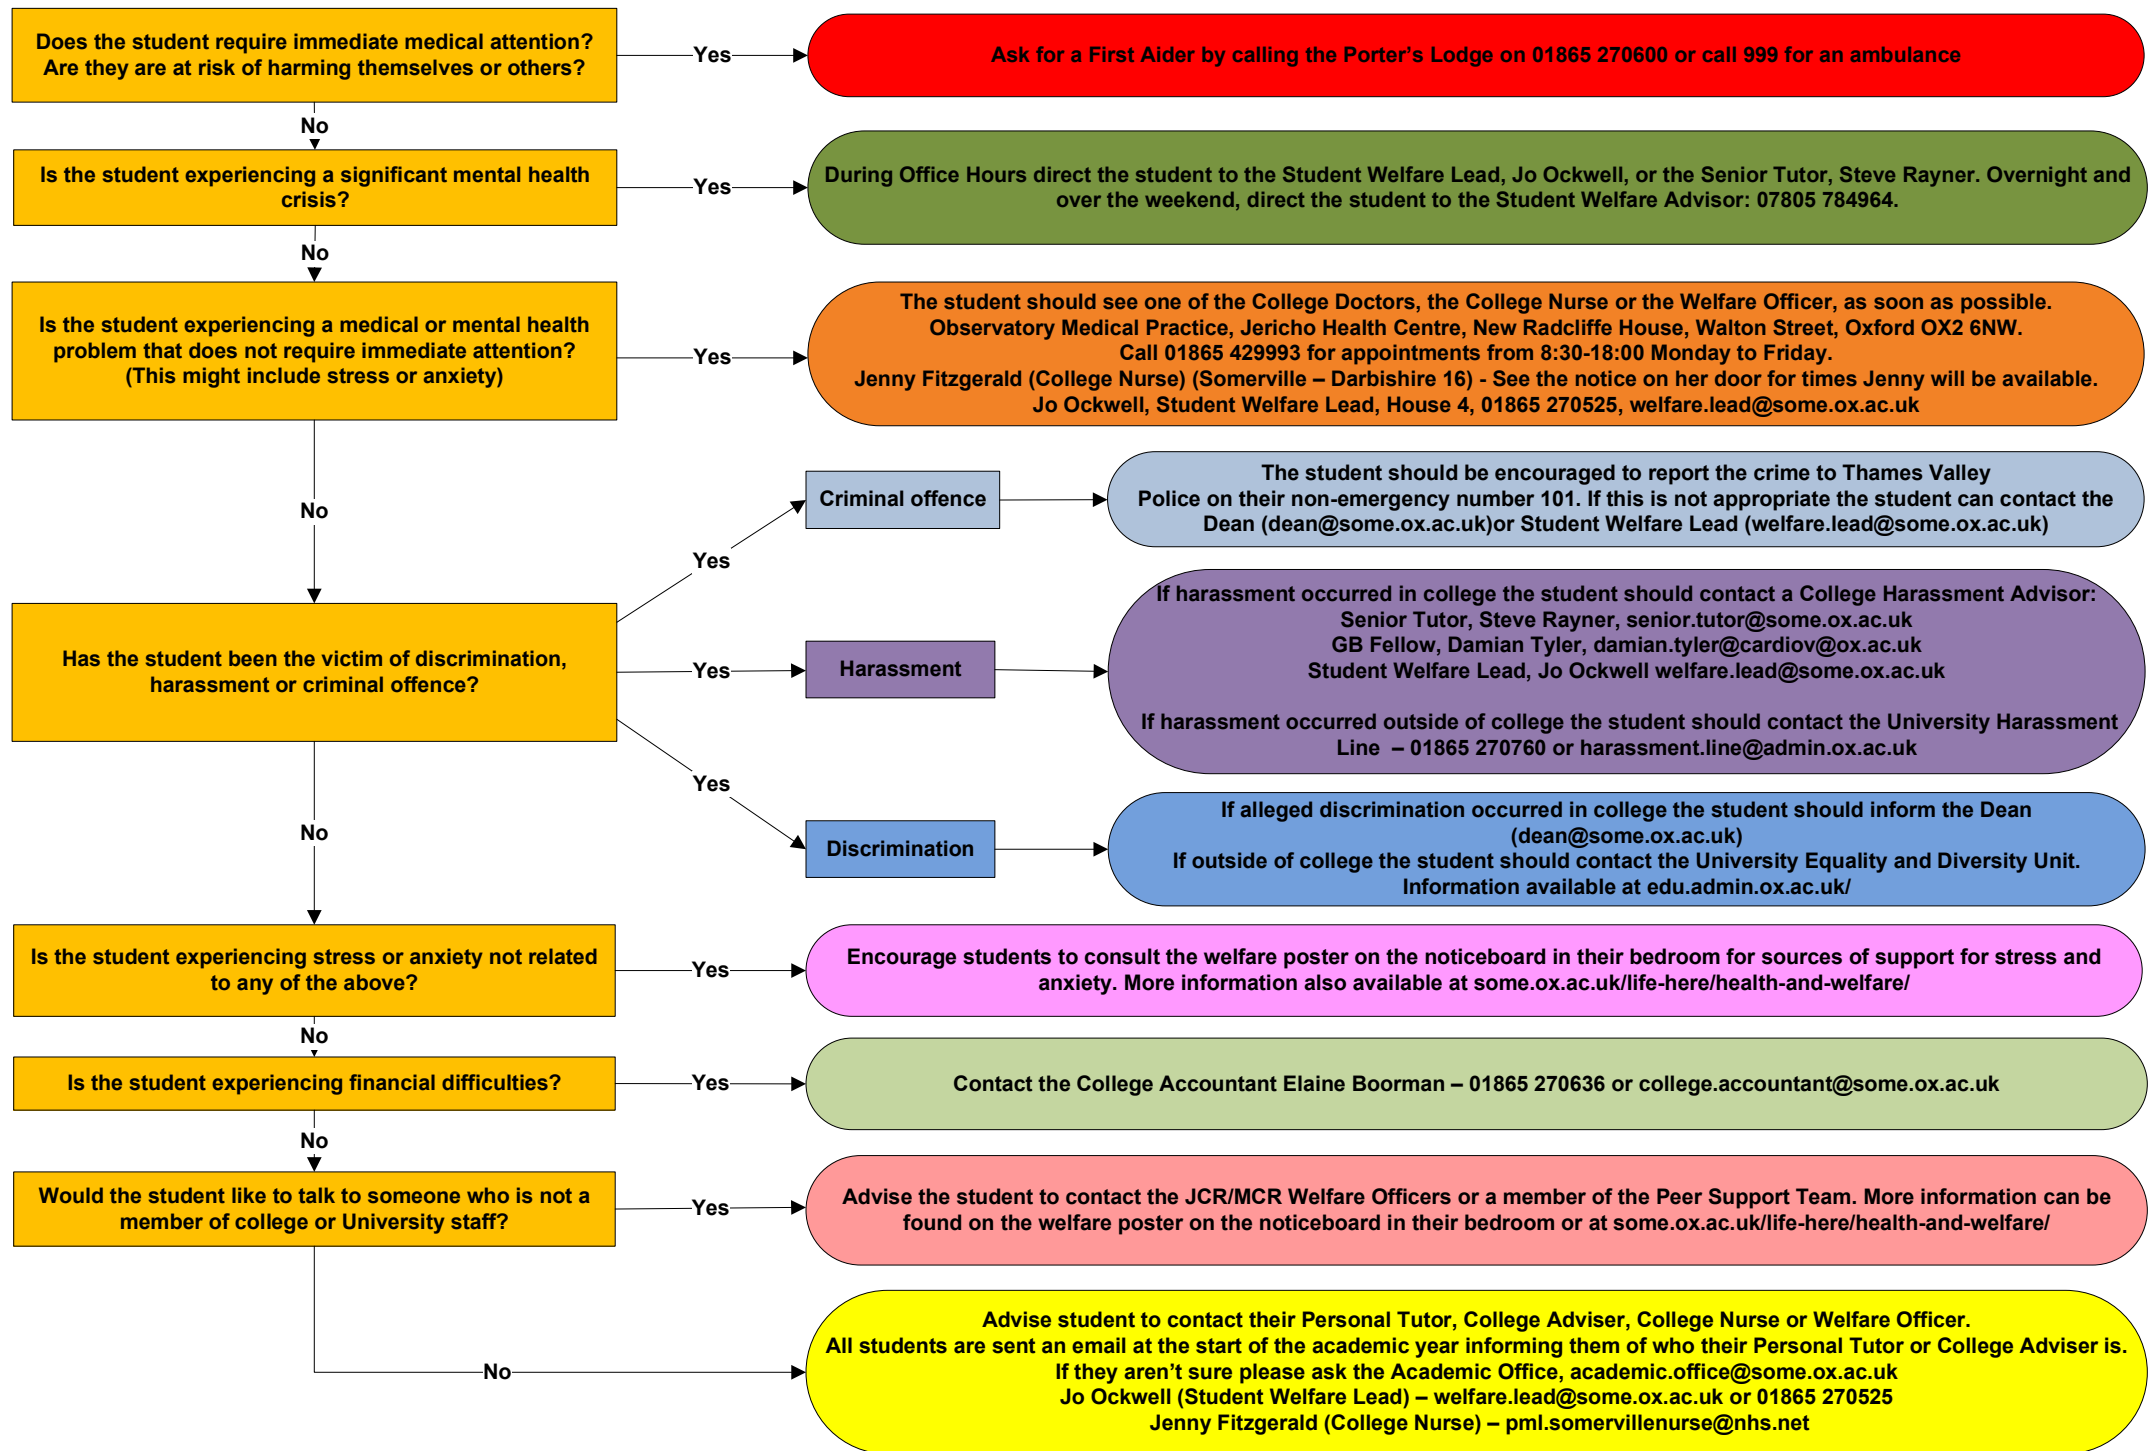 Does the student require immediate medical attention?
Are they are at risk of harming themselves or others?
Yes
Ask for a First Aider by calling the Porter's Lodge on 01865 270600 or call 999 for an ambulance
No
Is the student experiencing a significant mental health
crisis?
Yes
During Office Hours direct the student to the Student Welfare Lead, Jo Ockwell, or the Senior Tutor, Steve Rayner. Overnight and
over the weekend, direct the student to the Student Welfare Advisor: 07805 784964.
No
Is the student experiencing a medical or mental health
problem that does not require immediate attention?
(This might include stress or anxiety)
Yes
The student should see one of the College Doctors, the College Nurse or the Welfare Officer, as soon as possible.
Observatory Medical Practice, Jericho Health Centre, New Radcliffe House, Walton Street, Oxford OX2 6NW.
Call 01865 429993 for appointments from 8:30-18:00 Monday to Friday.
Jenny Fitzgerald (College Nurse) (Somerville – Darbishire 16) - See the notice on her door for times Jenny will be available.
Jo Ockwell, Student Welfare Lead, House 4, 01865 270525, welfare.lead@some.ox.ac.uk
No
Has the student been the victim of discrimination,
harassment or criminal offence?
Yes
Criminal offence
The student should be encouraged to report the crime to Thames Valley
Police on their non-emergency number 101. If this is not appropriate the student can contact the
Dean (dean@some.ox.ac.uk)or Student Welfare Lead (welfare.lead@some.ox.ac.uk)
Yes
Harassment
If harassment occurred in college the student should contact a College Harassment Advisor:
Senior Tutor, Steve Rayner, senior.tutor@some.ox.ac.uk
GB Fellow, Damian Tyler, damian.tyler@cardiov@ox.ac.uk
Student Welfare Lead, Jo Ockwell welfare.lead@some.ox.ac.uk
If harassment occurred outside of college the student should contact the University Harassment
Line – 01865 270760 or harassment.line@admin.ox.ac.uk
Yes
Discrimination
If alleged discrimination occurred in college the student should inform the Dean
(dean@some.ox.ac.uk)
If outside of college the student should contact the University Equality and Diversity Unit.
Information available at edu.admin.ox.ac.uk/
No
Is the student experiencing stress or anxiety not related
to any of the above?
Yes
Encourage students to consult the welfare poster on the noticeboard in their bedroom for sources of support for stress and
anxiety. More information also available at some.ox.ac.uk/life-here/health-and-welfare/
No
Is the student experiencing financial difficulties?
Yes
Contact the College Accountant Elaine Boorman – 01865 270636 or college.accountant@some.ox.ac.uk
No
Would the student like to talk to someone who is not a
member of college or University staff?
Yes
Advise the student to contact the JCR/MCR Welfare Officers or a member of the Peer Support Team. More information can be
found on the welfare poster on the noticeboard in their bedroom or at some.ox.ac.uk/life-here/health-and-welfare/
No
Advise student to contact their Personal Tutor, College Adviser, College Nurse or Welfare Officer.
All students are sent an email at the start of the academic year informing them of who their Personal Tutor or College Adviser is.
If they aren't sure please ask the Academic Office, academic.office@some.ox.ac.uk
Jo Ockwell (Student Welfare Lead) – welfare.lead@some.ox.ac.uk or 01865 270525
Jenny Fitzgerald (College Nurse) – pml.somervillenurse@nhs.net